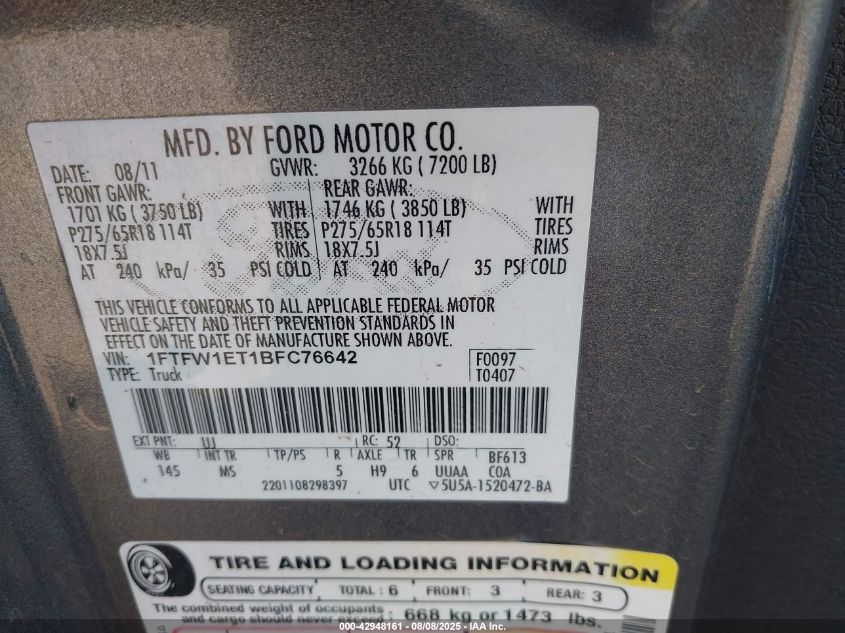 MFD. BY FORD MOTOR CO.
DATE: 08/11 GVWR: 3266 KG ( 7200 LB)
FRONT GAWR: REAR GAWR:
1701 KG ( 3750 LB) WITH 1746 KG ( 3850 LB) WITH
P275/65R18 114T TIRES P275/65R18 114T TIRES
18X7.5J RIMS 18X7.5J RIMS
AT 240 kPa/ 35 PSI COLD AT 240 kPa/ 35 PSI COLD
THIS VEHICLE CONFORMS TO ALL APPLICABLE FEDERAL MOTOR
VEHICLE SAFETY AND THEFT PREVENTION STANDARDS IN
EFFECT ON THE DATE OF MANUFACTURE SHOWN ABOVE.
VIN: 1FTFW1ET1BFC76642 F0097
TYPE: Truck T0407
EXT PNT: UJ RC: 52 DSO:
WB INT TR TP/PS R AXLE TR SPR BF613
145 MS 5 H9 6 UUAA COA
2201108298397 UTC ▽5U5A-1520472-BA
TIRE AND LOADING INFORMATION
SEATING CAPACITY TOTAL : 6 FRONT: 3 REAR: 3
The combined weight of occupants
and cargo should never exceed : 668 kg or 1473 lbs.
000-42948161 - 08/08/2025 - IAA Inc.